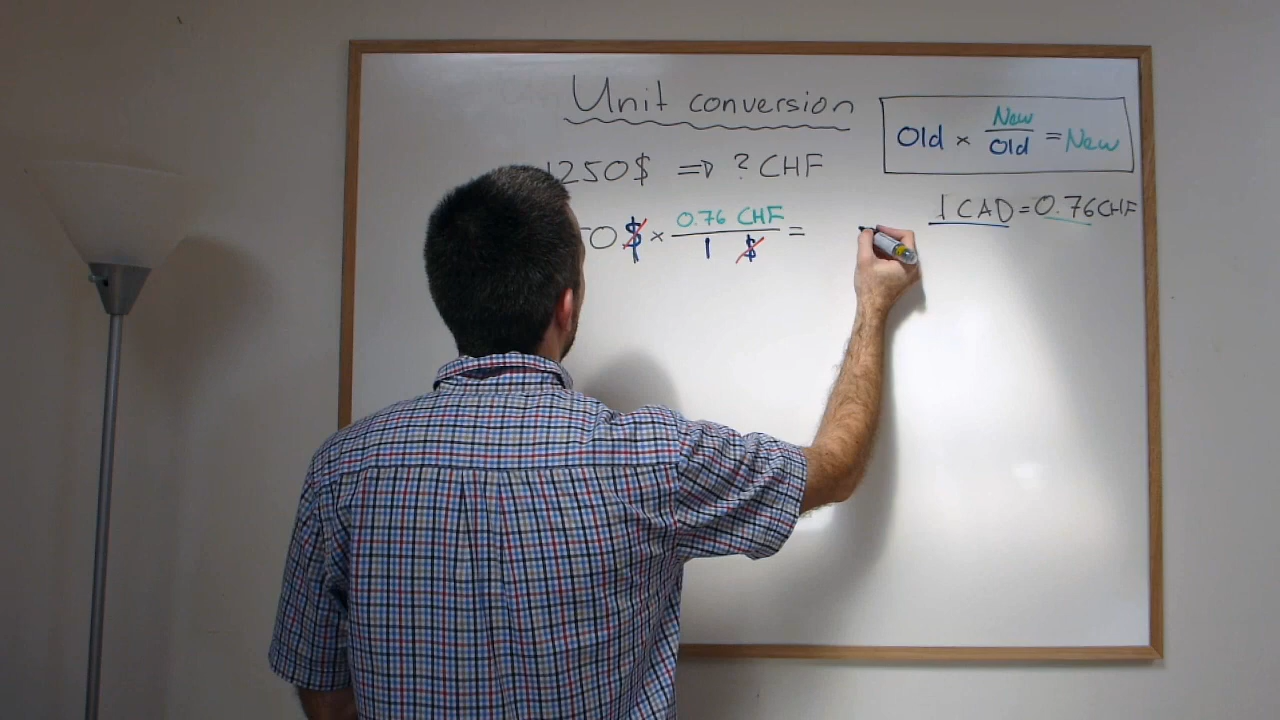 Unit conversion
Old × New/Old = New
1250$ ⇒ ? CHF
1 CAD = 0.76 CHF
50 $ × 0.76 CHF / 1 $ =